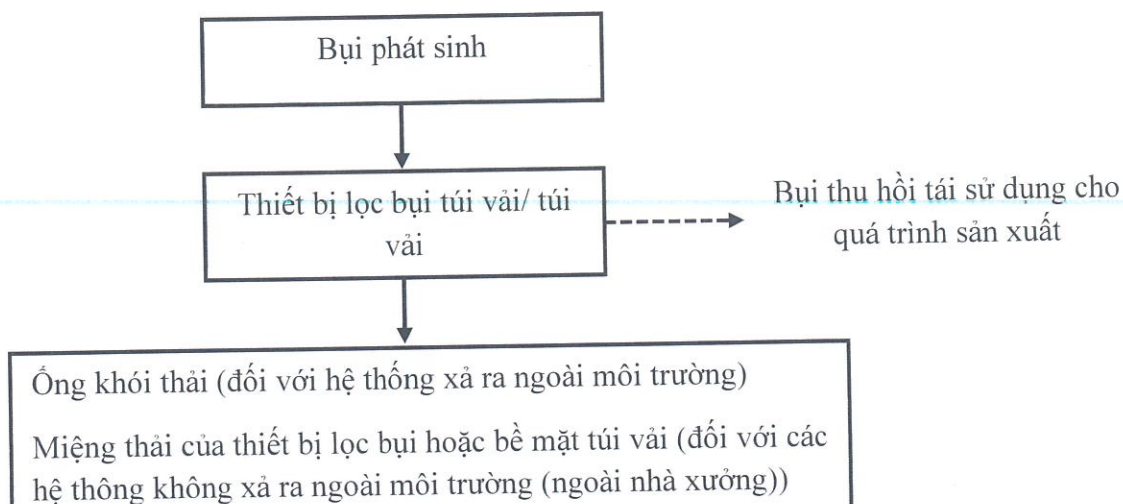 Bụi phát sinh
Thiết bị lọc bụi túi vải/ túi
vải
Bụi thu hồi tái sử dụng cho
quá trình sản xuất
Ống khói thải (đối với hệ thống xả ra ngoài môi trường)
Miệng thải của thiết bị lọc bụi hoặc bề mặt túi vải (đối với các
hệ thông không xả ra ngoài môi trường (ngoài nhà xưởng))